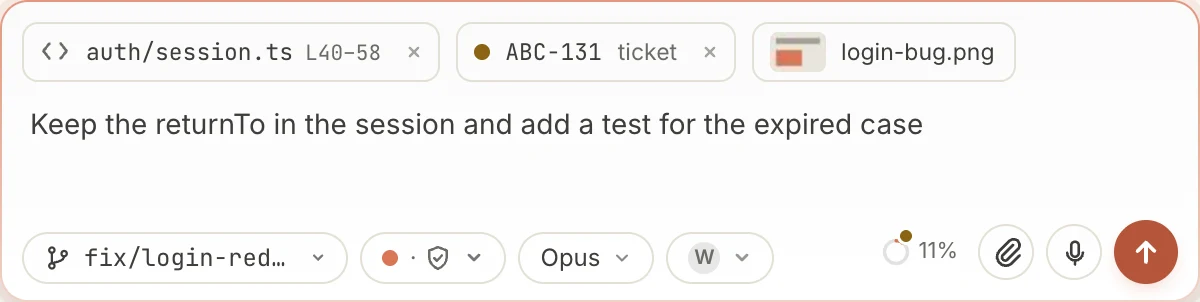 auth/session.ts L40–58 ×
ABC-131 ticket ×
login-bug.png
Keep the returnTo in the session and add a test for the expired case
fix/login-red…
Opus
W
11%